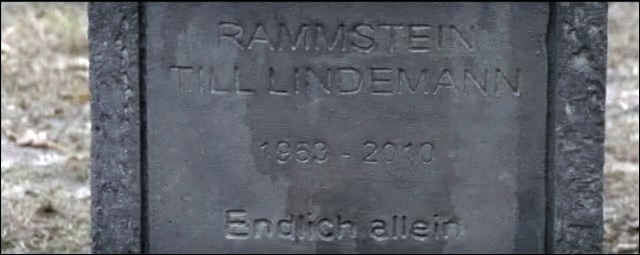 RAMMSTEIN
TILL LINDEMANN
1963 - 2010
Endlich allein